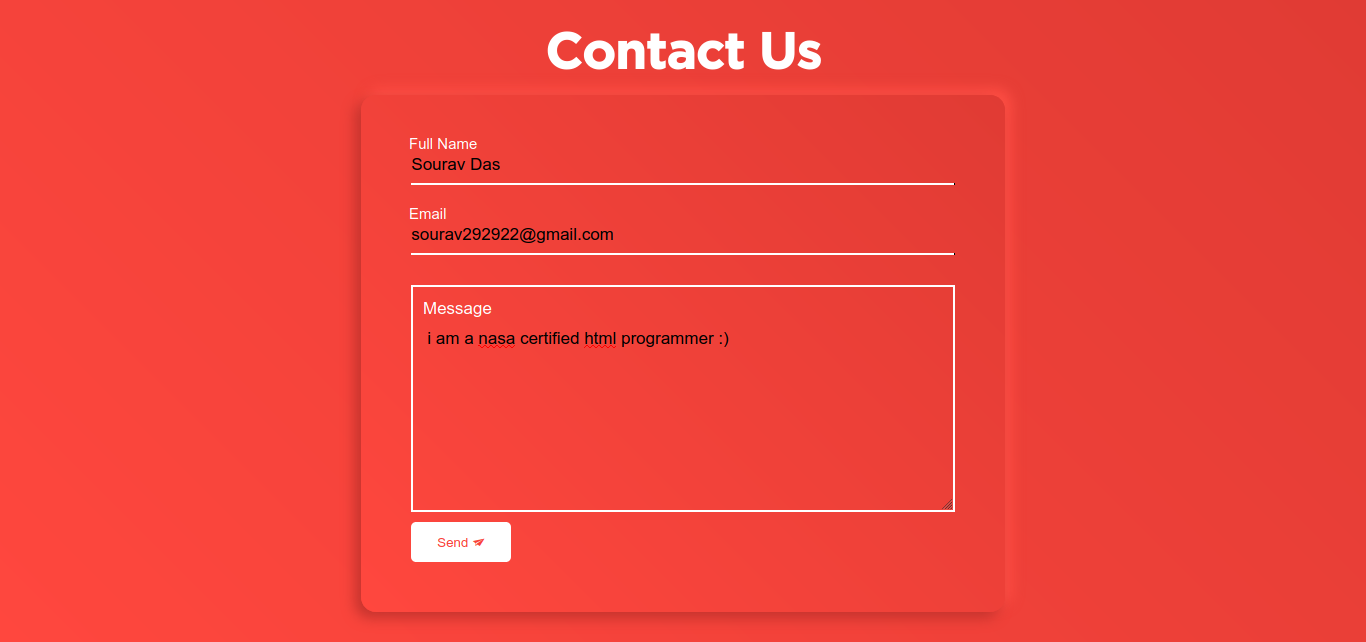 Contact Us
Full Name
Sourav Das
Email
sourav292922@gmail.com
Message
i am a nasa certified html programmer :)
Send